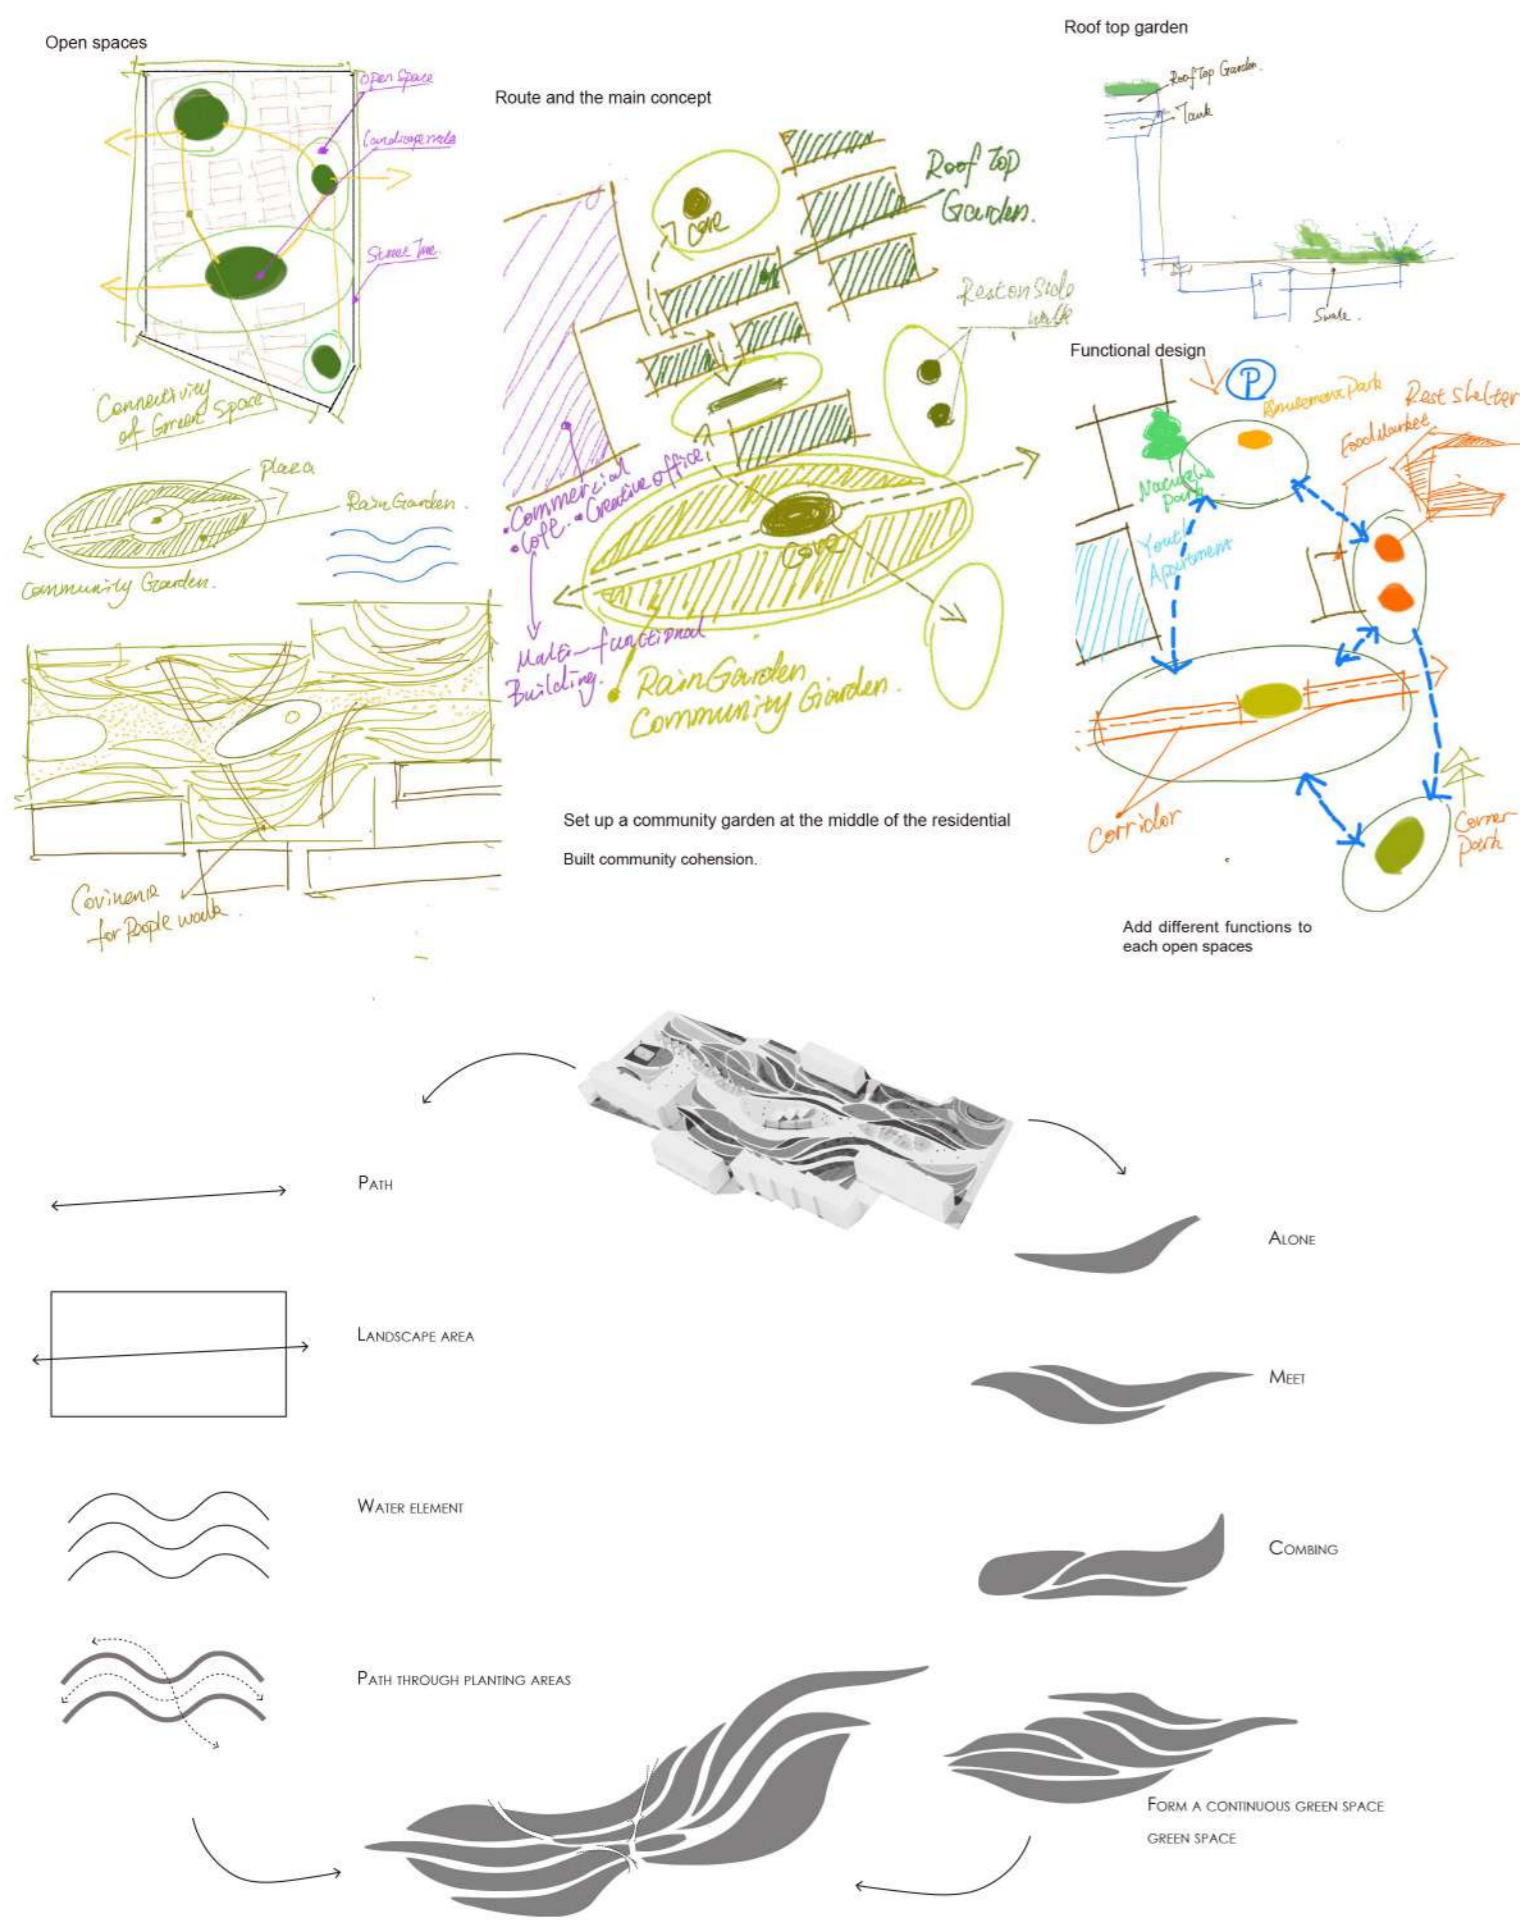 Open spaces
Open Space
Landscape node
Street Tree.
Connectivity
of Green Space
Plaza
Rain Garden.
Community Garden.
for People walk.
Route and the main concept
Core
Roof Top
Garden.
Rest on Side
walk
• Commercial
• Loft. • Creative office
Core
Multi-functional
Building.
Rain Garden
Community Garden.
Set up a community garden at the middle of the residential
Built community cohension.
Roof top garden
Roof Top Garden.
Tank
Swale.
Functional design
P
Amusement Park
Rest Shelter
Food Market
Nature
Park
Youth
Apartment
Corridor
Corner
Park
Add different functions to
each open spaces
PATH
ALONE
LANDSCAPE AREA
MEET
WATER ELEMENT
COMBING
PATH THROUGH PLANTING AREAS
FORM A CONTINUOUS GREEN SPACE
GREEN SPACE